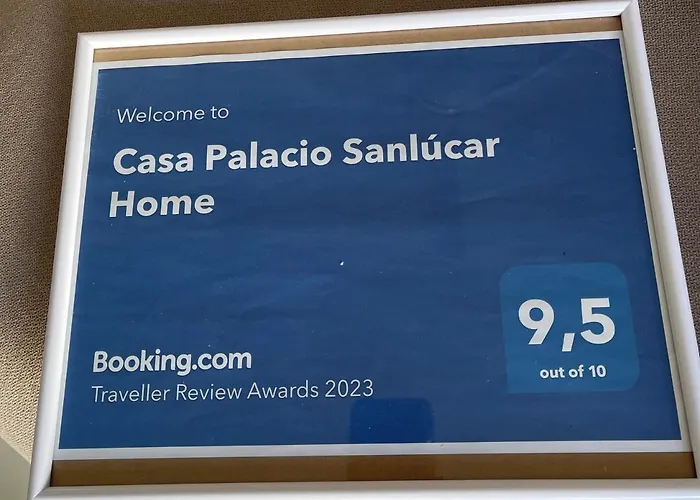 Welcome to
Casa Palacio Sanlúcar
Home
9,5
out of 10
Booking.com
Traveller Review Awards 2023